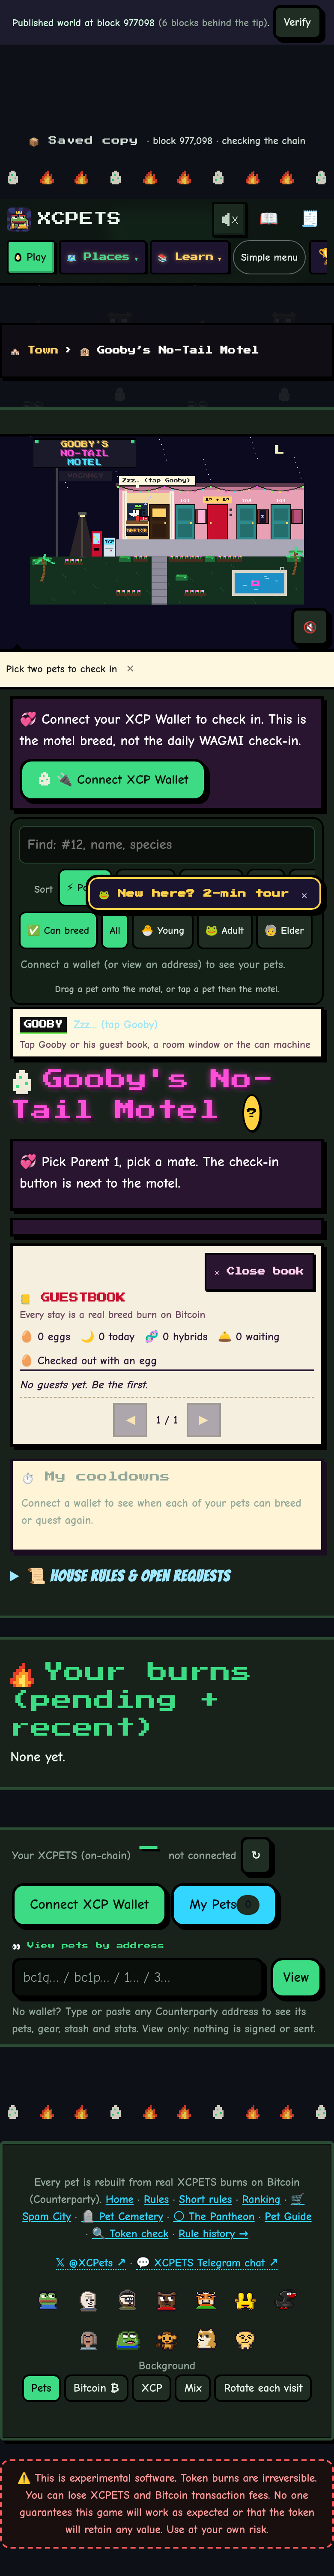 Published world at block 977098 (6 blocks behind the tip).
Verify
Saved copy · block 977,098 · checking the chain
XCPETS
Play
Places
Learn
Simple menu
Town › Gooby's No-Tail Motel
GOOBY'S
NO-TAIL
MOTEL
VACANCY
Zzz… (tap Gooby)
OFFICE
101
103
104
ICE
Pick two pets to check in ×
Connect your XCP Wallet to check in. This is
the motel breed, not the daily WAGMI check-in.
Connect XCP Wallet
Find: #12, name, species
Sort
New here? 2-min tour ×
Can breed
All
Young
Adult
Elder
Connect a wallet (or view an address) to see your pets.
Drag a pet onto the motel, or tap a pet then the motel.
GOOBY Zzz… (tap Gooby)
Tap Gooby or his guest book, a room window or the can machine
Gooby's No-
Tail Motel ?
Pick Parent 1, pick a mate. The check-in
button is next to the motel.
× Close book
GUESTBOOK
Every stay is a real breed burn on Bitcoin
0 eggs 0 today 0 hybrids 0 waiting
Checked out with an egg
No guests yet. Be the first.
◀ 1 / 1 ▶
My cooldowns
Connect a wallet to see when each of your pets can breed
or quest again.
▶ HOUSE RULES & OPEN REQUESTS
Your burns
(pending +
recent)
None yet.
Your XCPETS (on-chain) — not connected ↻
Connect XCP Wallet
My Pets 0
View pets by address
bc1q… / bc1p… / 1… / 3…
View
No wallet? Type or paste any Counterparty address to see its
pets, gear, stash and stats. View only: nothing is signed or sent.
Every pet is rebuilt from real XCPETS burns on Bitcoin
(Counterparty). Home · Rules · Short rules · Ranking ·
Spam City · Pet Cemetery · The Pantheon · Pet Guide
· Token check · Rule history →
𝕏 @XCPets ↗ · XCPETS Telegram chat ↗
Background
Pets
Bitcoin ₿
XCP
Mix
Rotate each visit
⚠️ This is experimental software. Token burns are irreversible.
You can lose XCPETS and Bitcoin transaction fees. No one
guarantees this game will work as expected or that the token
will retain any value. Use at your own risk.